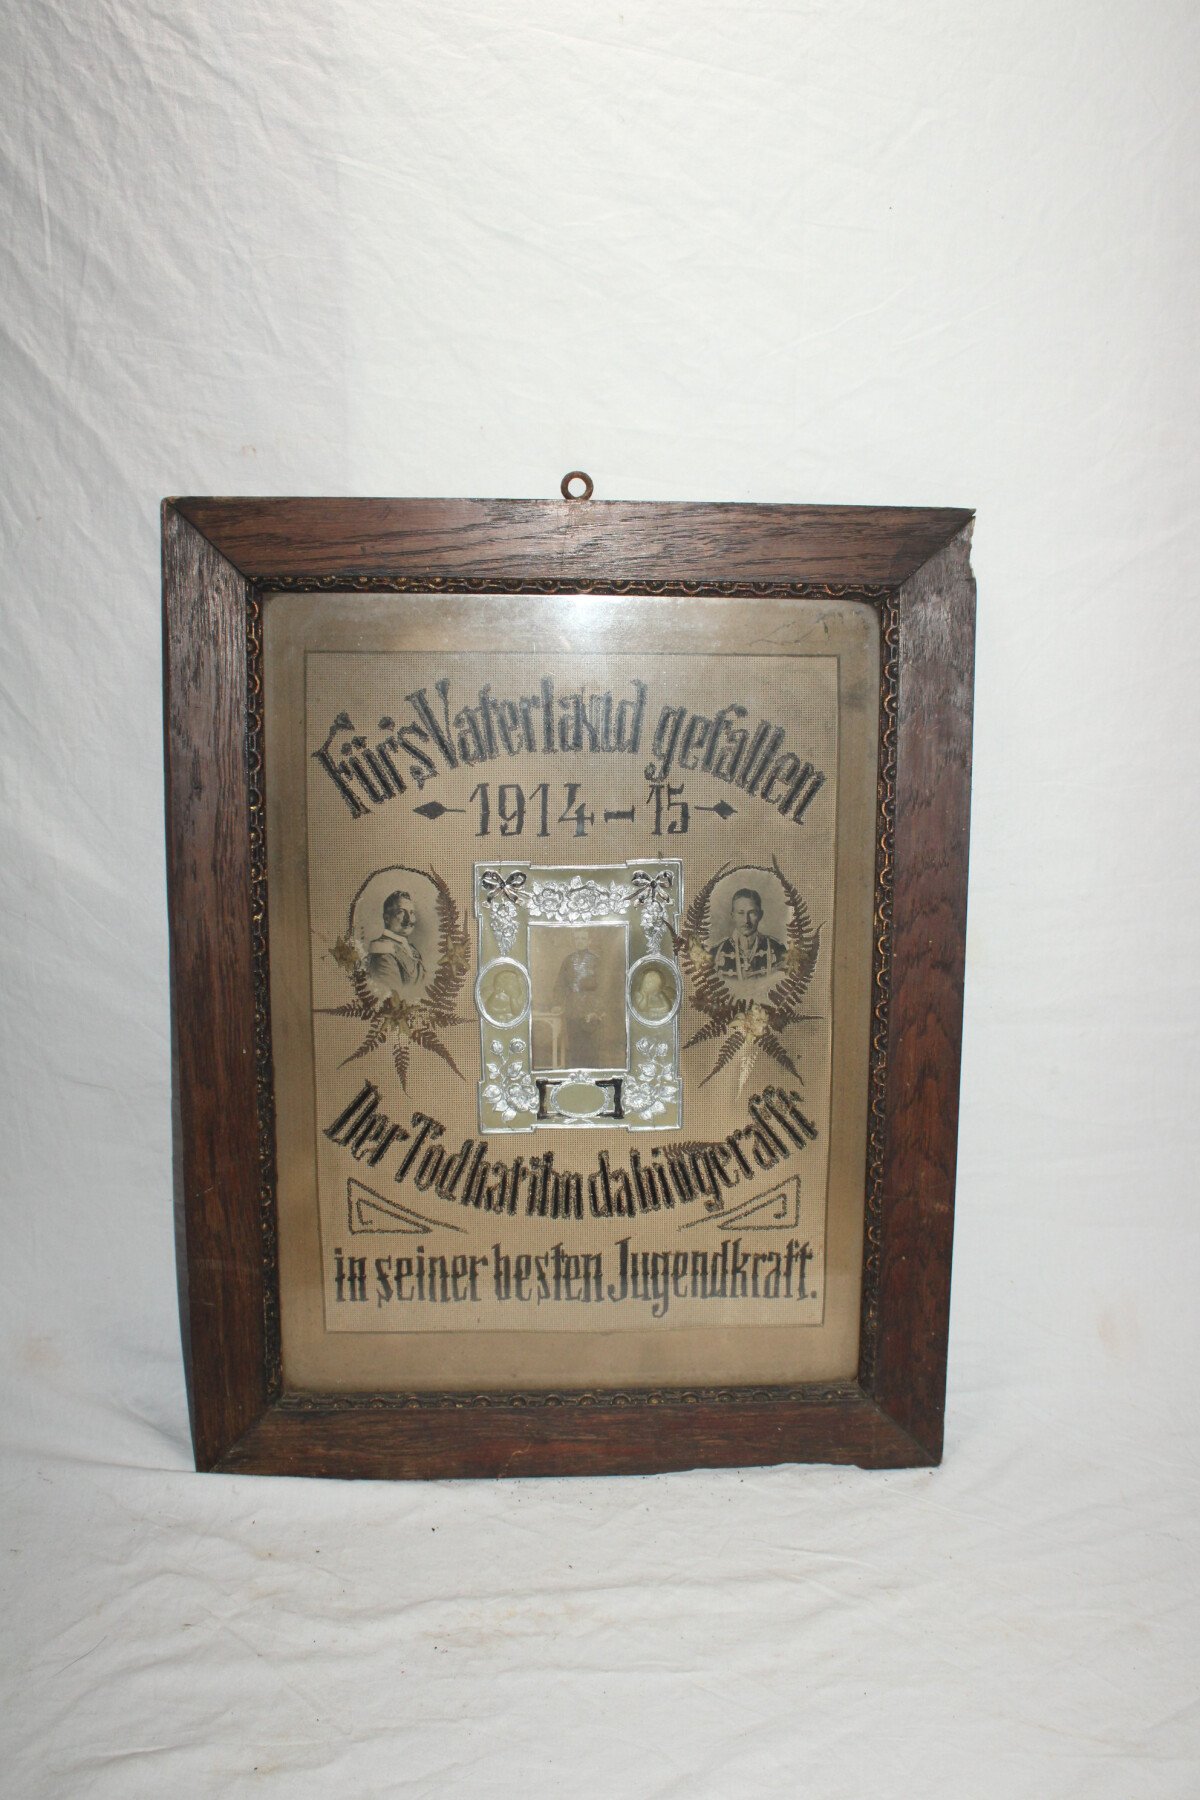 Für's Vaterland gefallen
1914-15
Der Tod hat ihn dahingerafft
in seiner besten Jugendkraft.